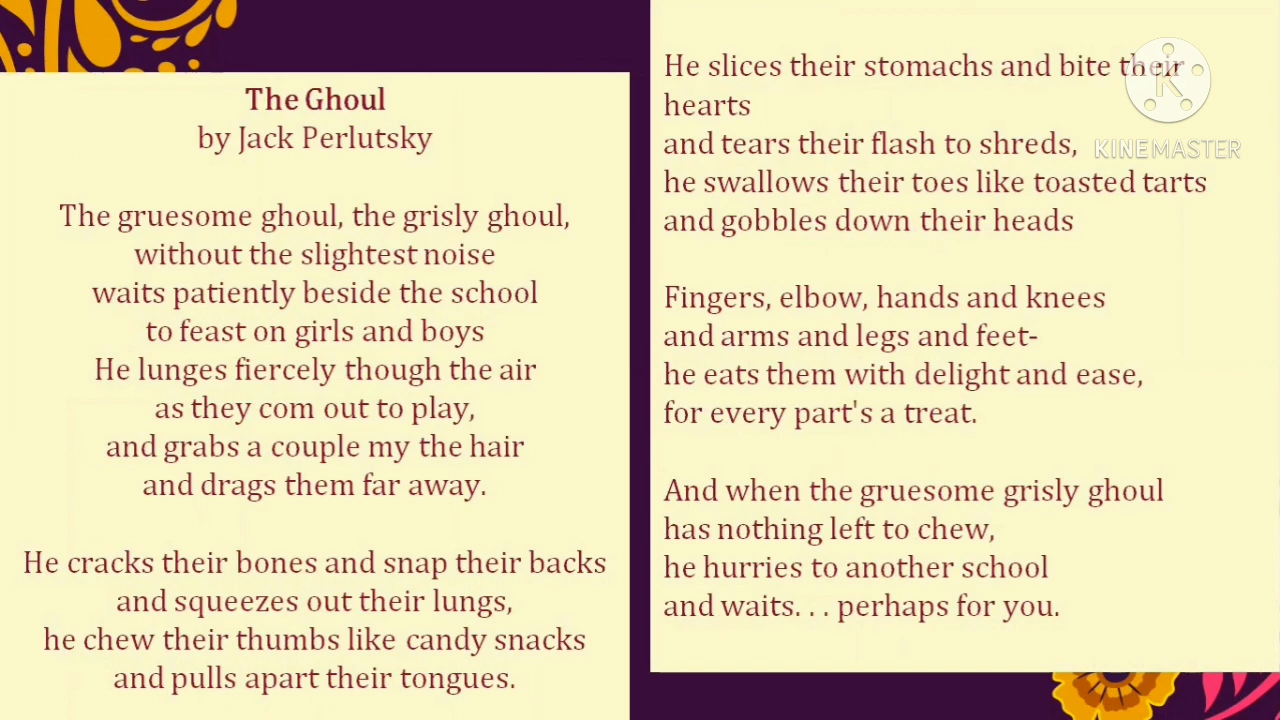 The Ghoul
by Jack Perlutsky
The gruesome ghoul, the grisly ghoul,
without the slightest noise
waits patiently beside the school
to feast on girls and boys
He lunges fiercely though the air
as they com out to play,
and grabs a couple my the hair
and drags them far away.
He cracks their bones and snap their backs
and squeezes out their lungs,
he chew their thumbs like candy snacks
and pulls apart their tongues.
He slices their stomachs and bite their
hearts
and tears their flash to shreds,
he swallows their toes like toasted tarts
and gobbles down their heads
Fingers, elbow, hands and knees
and arms and legs and feet-
he eats them with delight and ease,
for every part's a treat.
And when the gruesome grisly ghoul
has nothing left to chew,
he hurries to another school
and waits. . . perhaps for you.
K
KINEMASTER